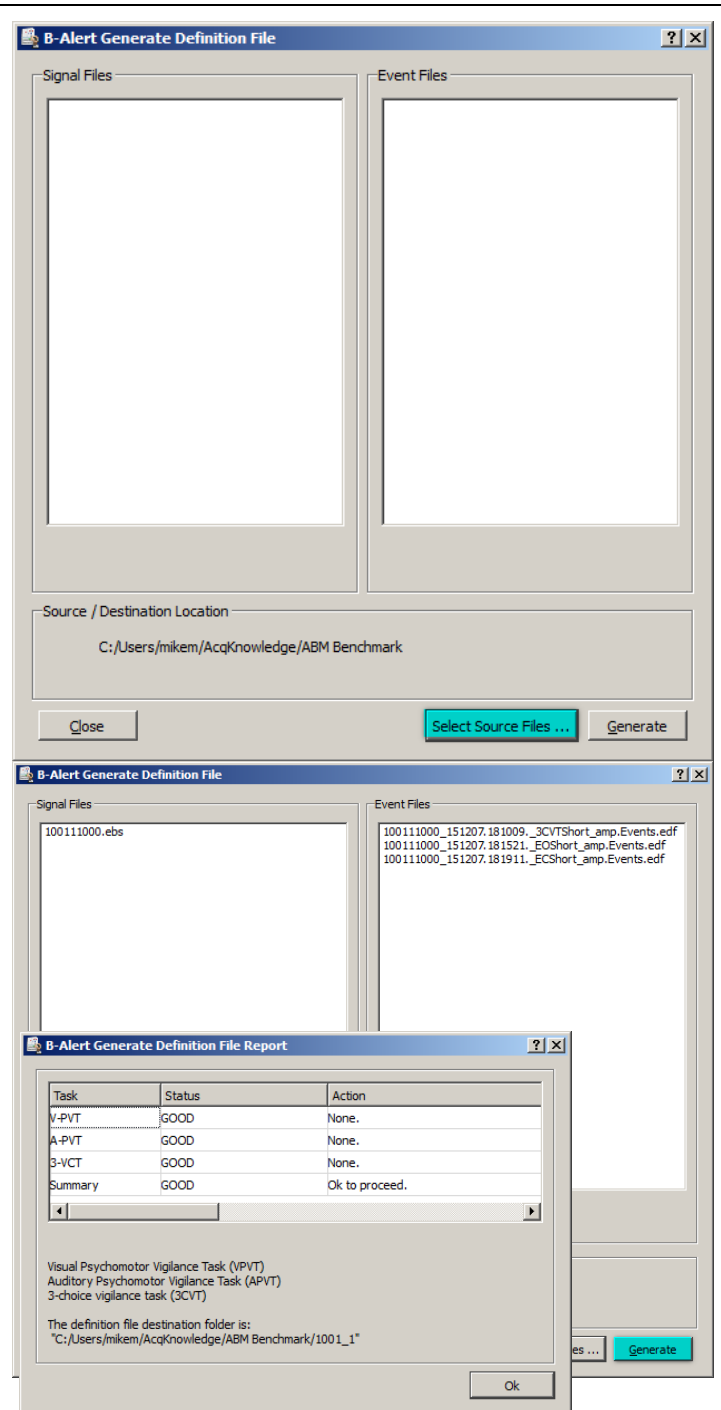 B-Alert Generate Definition File
Signal Files
Event Files
Source / Destination Location
C:/Users/mikem/AcqKnowledge/ABM Benchmark
Close
Select Source Files ...
Generate
B-Alert Generate Definition File
Signal Files
Event Files
100111000.ebs
100111000_151207.181009._3CVTShort_amp.Events.edf
100111000_151207.181521._EOShort_amp.Events.edf
100111000_151207.181911._ECShort_amp.Events.edf
B-Alert Generate Definition File Report
Task Status Action
V-PVT GOOD None.
A-PVT GOOD None.
3-VCT GOOD None.
Summary GOOD Ok to proceed.
Visual Psychomotor Vigilance Task (VPVT)
Auditory Psychomotor Vigilance Task (APVT)
3-choice vigilance task (3CVT)
The definition file destination folder is:
"C:/Users/mikem/AcqKnowledge/ABM Benchmark/1001_1"
es ...
Generate
Ok